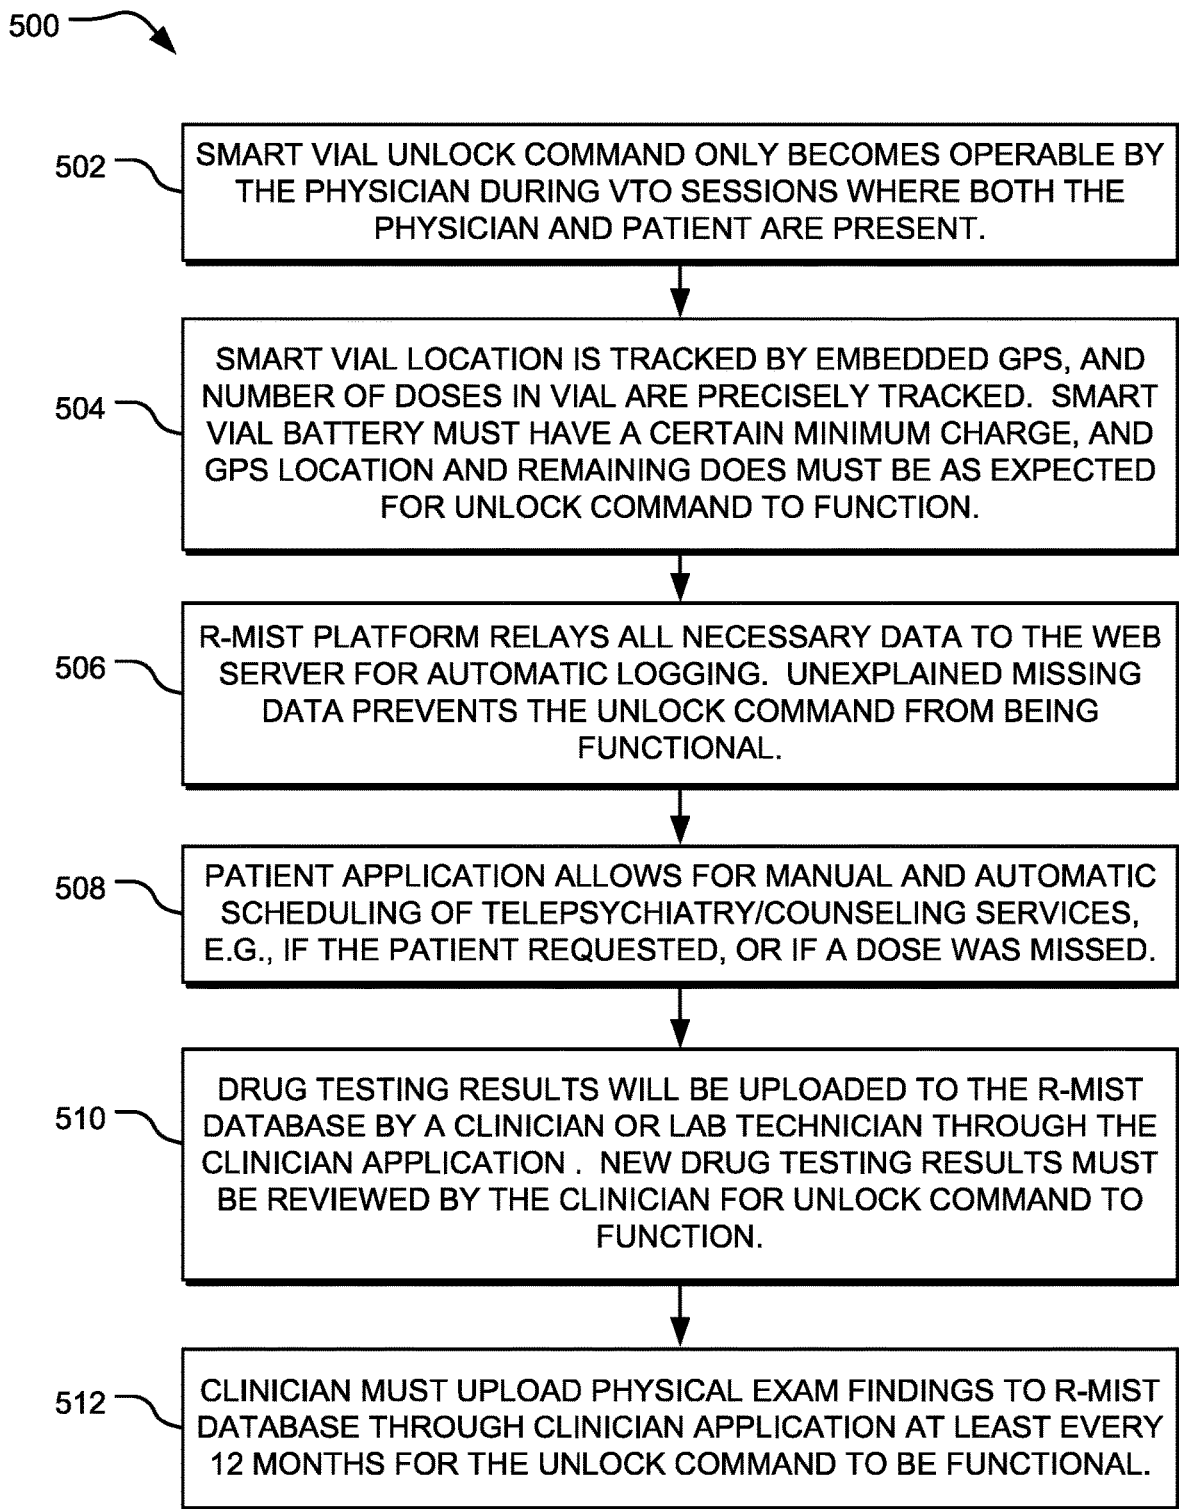 500
502
SMART VIAL UNLOCK COMMAND ONLY BECOMES OPERABLE BY
THE PHYSICIAN DURING VTO SESSIONS WHERE BOTH THE
PHYSICIAN AND PATIENT ARE PRESENT.
504
SMART VIAL LOCATION IS TRACKED BY EMBEDDED GPS, AND
NUMBER OF DOSES IN VIAL ARE PRECISELY TRACKED. SMART
VIAL BATTERY MUST HAVE A CERTAIN MINIMUM CHARGE, AND
GPS LOCATION AND REMAINING DOES MUST BE AS EXPECTED
FOR UNLOCK COMMAND TO FUNCTION.
506
R-MIST PLATFORM RELAYS ALL NECESSARY DATA TO THE WEB
SERVER FOR AUTOMATIC LOGGING. UNEXPLAINED MISSING
DATA PREVENTS THE UNLOCK COMMAND FROM BEING
FUNCTIONAL.
508
PATIENT APPLICATION ALLOWS FOR MANUAL AND AUTOMATIC
SCHEDULING OF TELEPSYCHIATRY/COUNSELING SERVICES,
E.G., IF THE PATIENT REQUESTED, OR IF A DOSE WAS MISSED.
510
DRUG TESTING RESULTS WILL BE UPLOADED TO THE R-MIST
DATABASE BY A CLINICIAN OR LAB TECHNICIAN THROUGH THE
CLINICIAN APPLICATION . NEW DRUG TESTING RESULTS MUST
BE REVIEWED BY THE CLINICIAN FOR UNLOCK COMMAND TO
FUNCTION.
512
CLINICIAN MUST UPLOAD PHYSICAL EXAM FINDINGS TO R-MIST
DATABASE THROUGH CLINICIAN APPLICATION AT LEAST EVERY
12 MONTHS FOR THE UNLOCK COMMAND TO BE FUNCTIONAL.